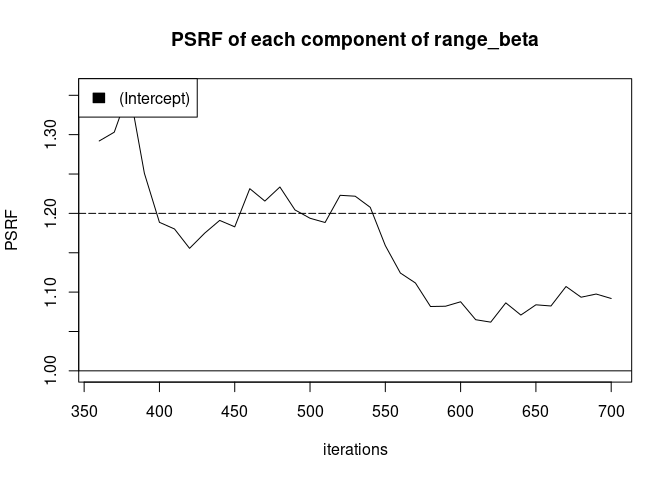 PSRF of each component of range_beta
(Intercept)
PSRF
1.30
1.20
1.10
1.00
350 400 450 500 550 600 650 700
iterations